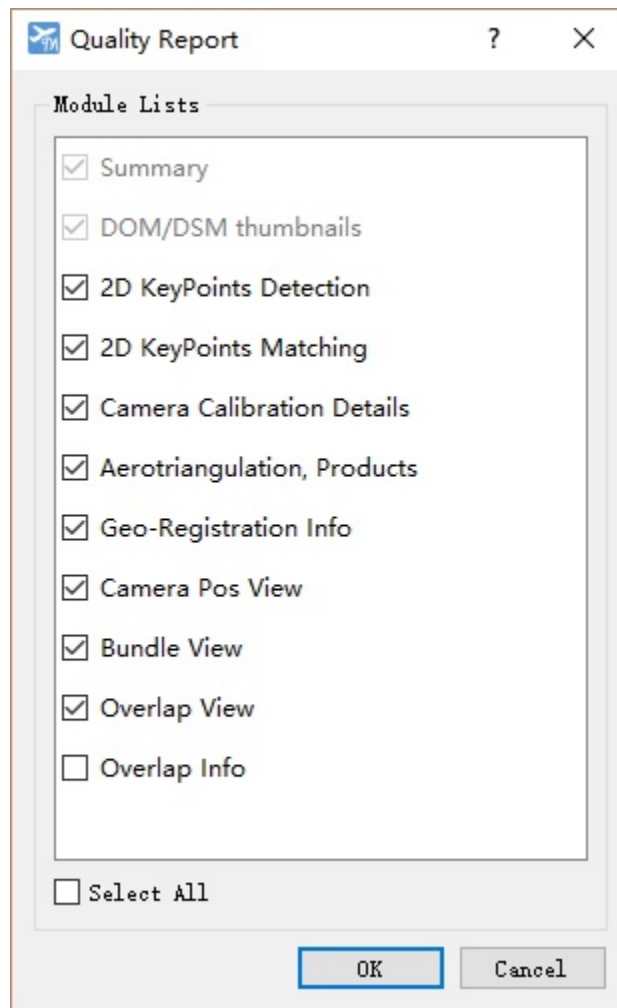 Quality Report
Module Lists
Summary
DOM/DSM thumbnails
2D KeyPoints Detection
2D KeyPoints Matching
Camera Calibration Details
Aerotriangulation, Products
Geo-Registration Info
Camera Pos View
Bundle View
Overlap View
Overlap Info
Select All
OK Cancel